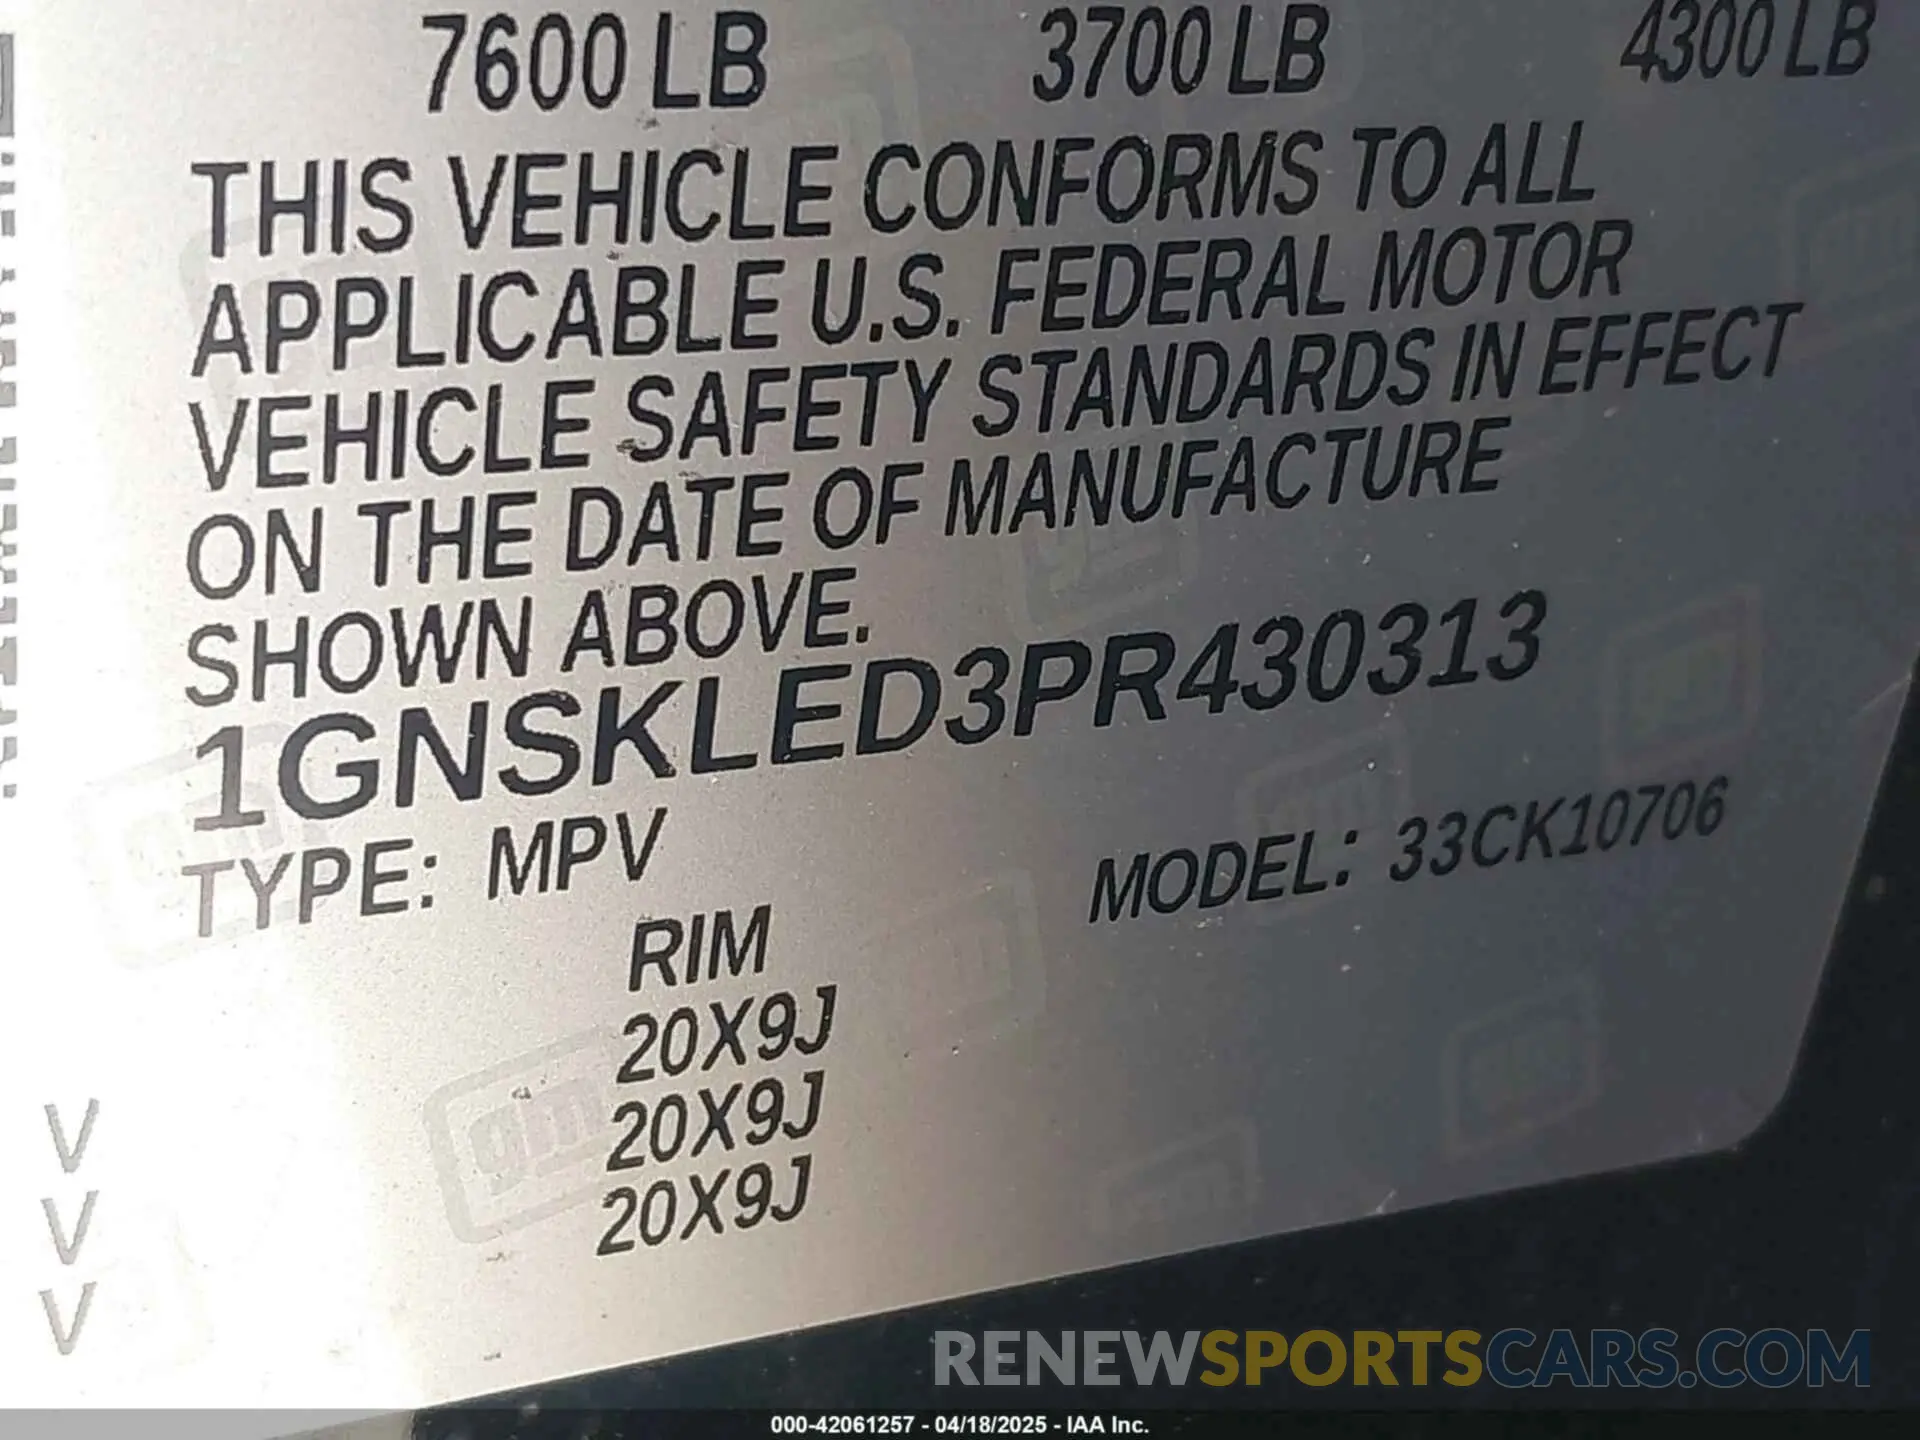 7600 LB 3700 LB 4300 LB
THIS VEHICLE CONFORMS TO ALL
APPLICABLE U.S. FEDERAL MOTOR
VEHICLE SAFETY STANDARDS IN EFFECT
ON THE DATE OF MANUFACTURE
SHOWN ABOVE.
1GNSKLED3PR430313
TYPE: MPV MODEL: 33CK10706
RIM
20X9J
V 20X9J
V 20X9J
V
gm
RENEWSPORTSCARS.COM
000-42061257 - 04/18/2025 - IAA Inc.